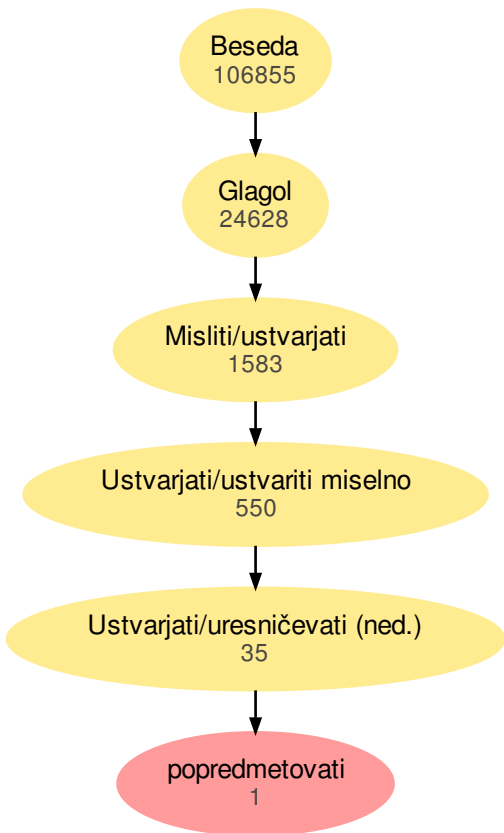 Beseda
106855
Glagol
24628
Misliti/ustvarjati
1583
Ustvarjati/ustvariti miselno
550
Ustvarjati/uresničevati (ned.)
35
popredmetovati
1